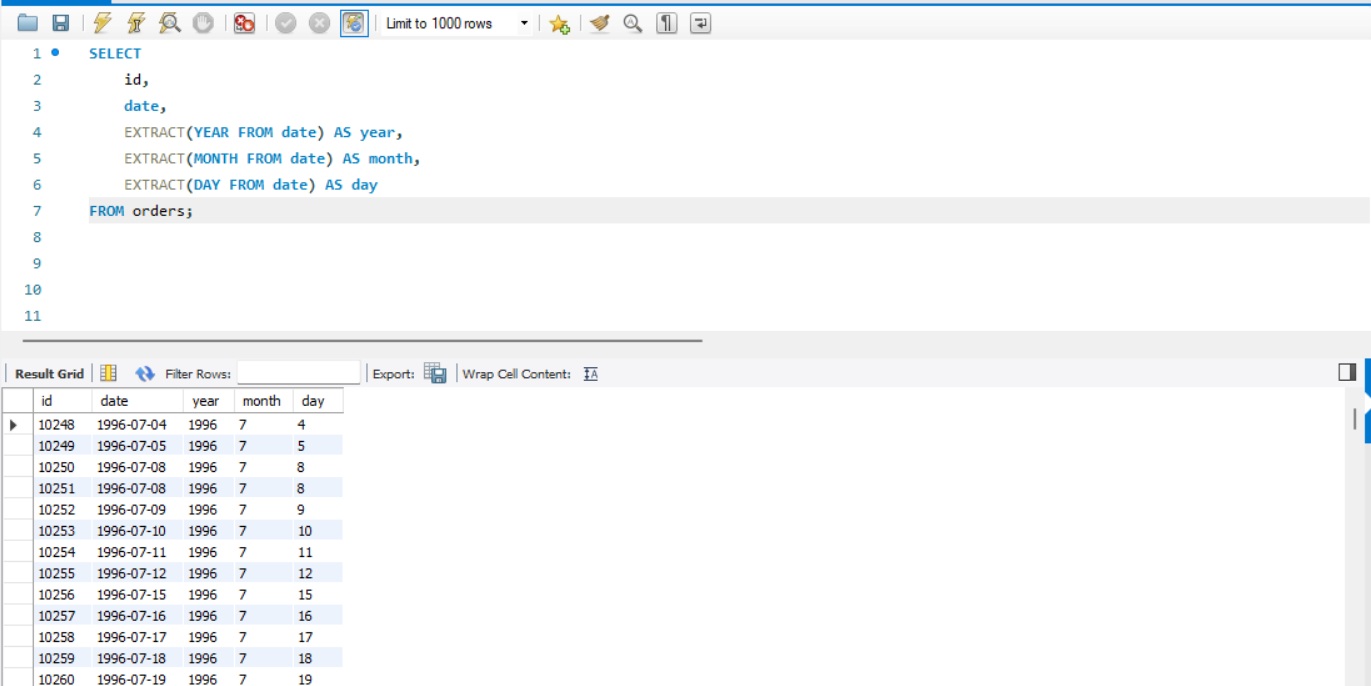 Limit to 1000 rows
1 SELECT
2 id,
3 date,
4 EXTRACT(YEAR FROM date) AS year,
5 EXTRACT(MONTH FROM date) AS month,
6 EXTRACT(DAY FROM date) AS day
7 FROM orders;
8
9
10
11
Result Grid Filter Rows: Export: Wrap Cell Content: IA
id date year month day
10248 1996-07-04 1996 7 4
10249 1996-07-05 1996 7 5
10250 1996-07-08 1996 7 8
10251 1996-07-08 1996 7 8
10252 1996-07-09 1996 7 9
10253 1996-07-10 1996 7 10
10254 1996-07-11 1996 7 11
10255 1996-07-12 1996 7 12
10256 1996-07-15 1996 7 15
10257 1996-07-16 1996 7 16
10258 1996-07-17 1996 7 17
10259 1996-07-18 1996 7 18
10260 1996-07-19 1996 7 19